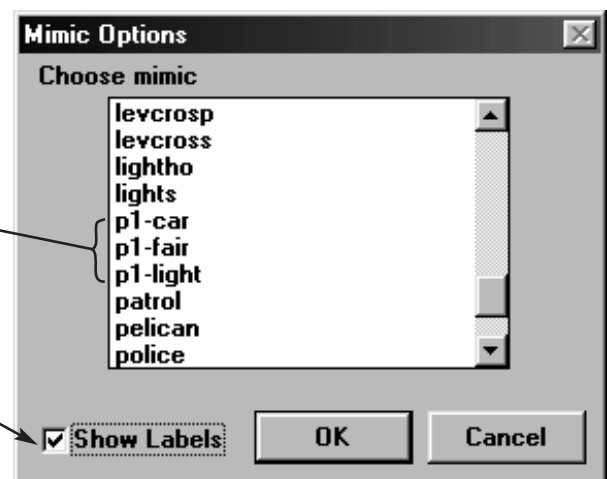 Mimic Options
Choose mimic
levcrosp
levcross
lightho
lights
p1-car
p1-fair
p1-light
patrol
pelican
police
Show Labels
OK
Cancel